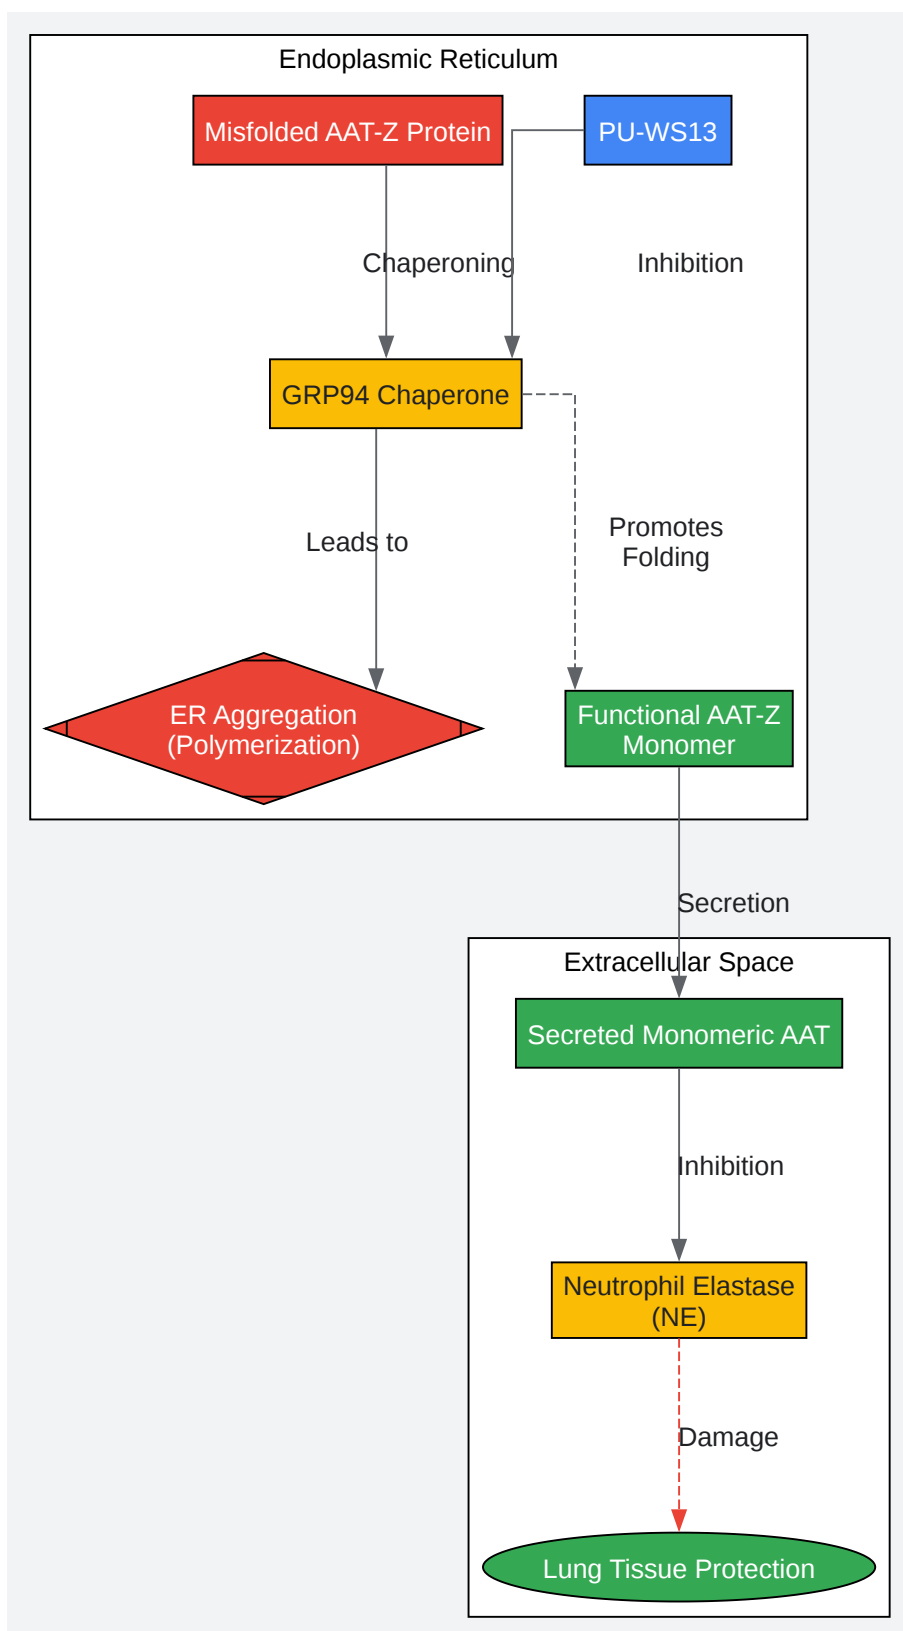 Endoplasmic Reticulum
Misfolded AAT-Z Protein
PU-WS13
Chaperoning
Inhibition
GRP94 Chaperone
Leads to
Promotes
Folding
ER Aggregation
(Polymerization)
Functional AAT-Z
Monomer
Secretion
Extracellular Space
Secreted Monomeric AAT
Inhibition
Neutrophil Elastase
(NE)
Damage
Lung Tissue Protection